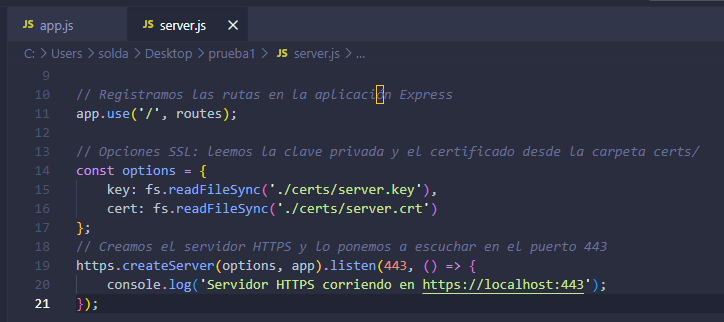 JS app.js JS server.js ×
C: > Users > solda > Desktop > prueba1 > JS server.js > ...
9
10 // Registramos las rutas en la aplicación Express
11 app.use('/', routes);
12
13 // Opciones SSL: leemos la clave privada y el certificado desde la carpeta certs/
14 const options = {
15 key: fs.readFileSync('./certs/server.key'),
16 cert: fs.readFileSync('./certs/server.crt')
17 };
18 // Creamos el servidor HTTPS y lo ponemos a escuchar en el puerto 443
19 https.createServer(options, app).listen(443, () => {
20 console.log('Servidor HTTPS corriendo en https://localhost:443');
21 });